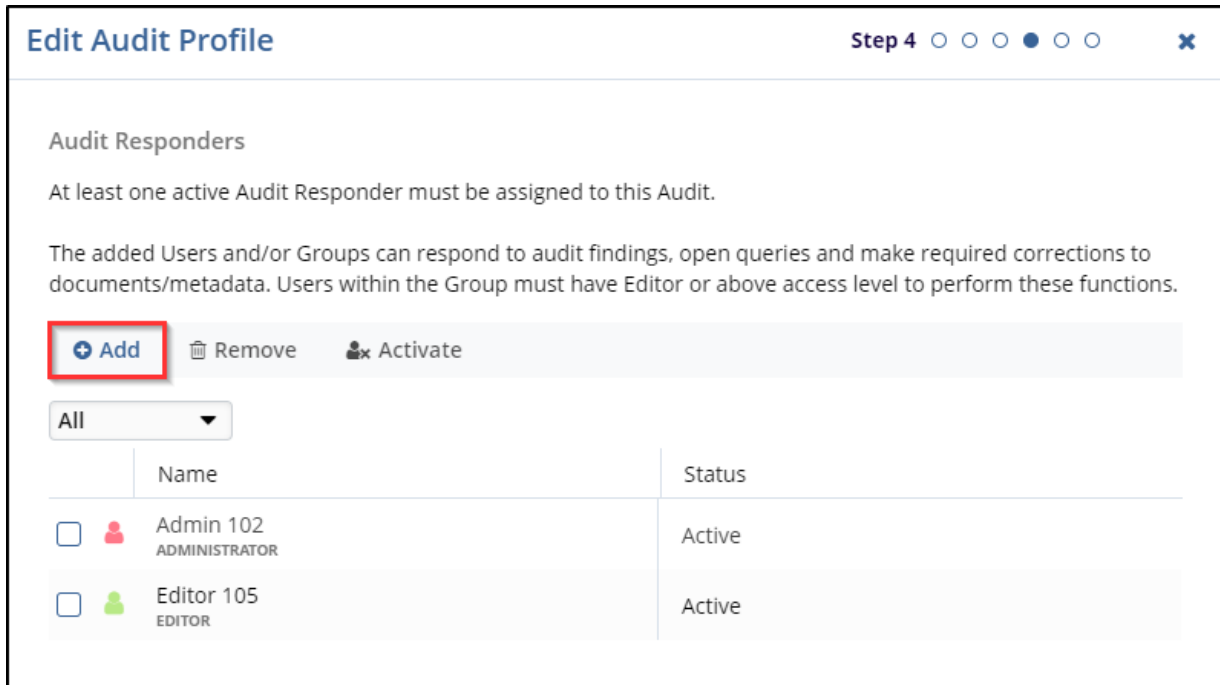 Edit Audit Profile
Step 4
Audit Responders
At least one active Audit Responder must be assigned to this Audit.
The added Users and/or Groups can respond to audit findings, open queries and make required corrections to
documents/metadata. Users within the Group must have Editor or above access level to perform these functions.
Add Remove Activate
All
Name Status
Admin 102 Active
ADMINISTRATOR
Editor 105 Active
EDITOR